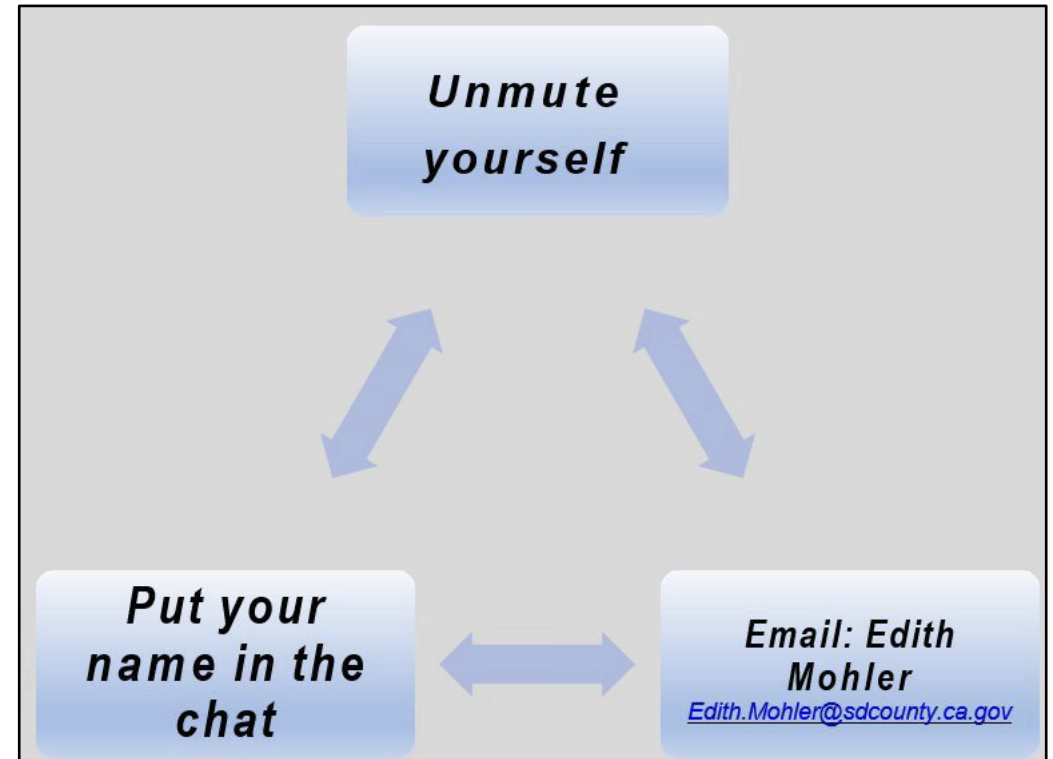 Unmute
yourself
Put your
name in the
chat
Email: Edith
Mohler
Edith.Mohler@sdcounty.ca.gov